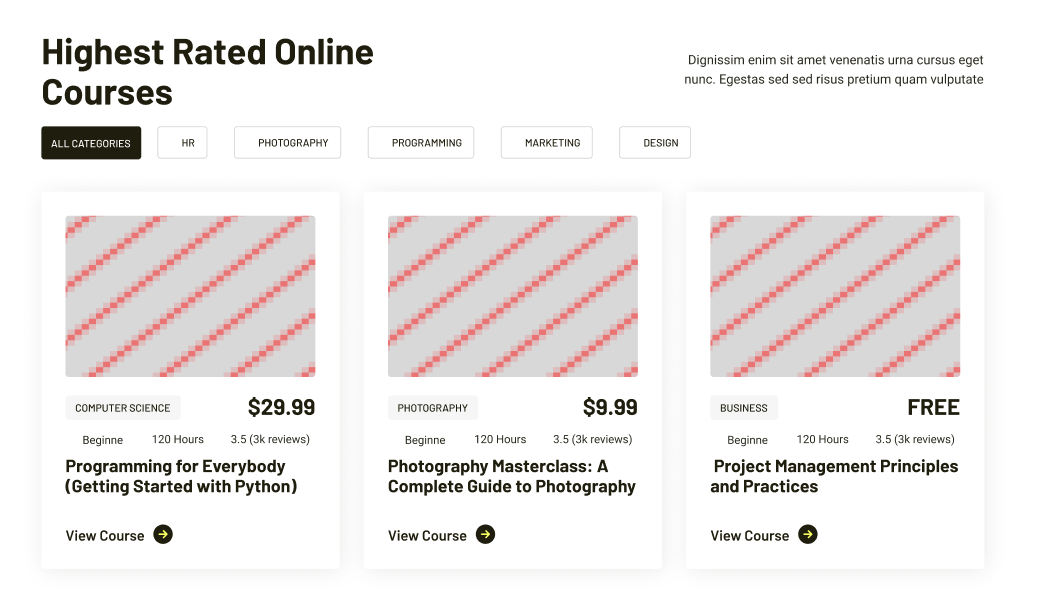 Highest Rated Online
Courses
Dignissim enim sit amet venenatis urna cursus eget
nunc. Egestas sed sed risus pretium quam vulputate
ALL CATEGORIES
HR
PHOTOGRAPHY
PROGRAMMING
MARKETING
DESIGN
COMPUTER SCIENCE
$29.99
Beginne
120 Hours
3.5 (3k reviews)
Programming for Everybody
(Getting Started with Python)
View Course
PHOTOGRAPHY
$9.99
Beginne
120 Hours
3.5 (3k reviews)
Photography Masterclass: A
Complete Guide to Photography
View Course
BUSINESS
FREE
Beginne
120 Hours
3.5 (3k reviews)
Project Management Principles
and Practices
View Course